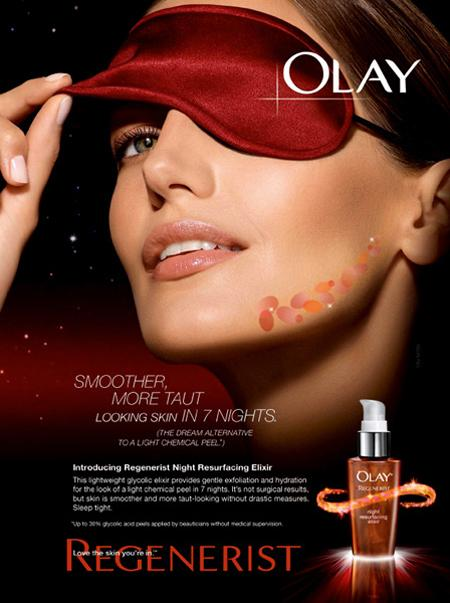 OLAY
SMOOTHER,
MORE TAUT
LOOKING SKIN IN 7 NIGHTS.
(THE DREAM ALTERNATIVE
TO A LIGHT CHEMICAL PEEL*.)
Introducing Regenerist Night Resurfacing Elixir
This lightweight glycolic elixir provides gentle exfoliation and hydration
for the look of a light chemical peel in 7 nights. It's not surgical results,
but skin is smoother and more taut-looking without drastic measures.
Sleep tight.
*Up to 30% glycolic acid peels applied by beauticians without medical supervision.
Love the skin you're in.™
REGENERIST
OLAY
REGENERIST
night
resurfacing
elixir